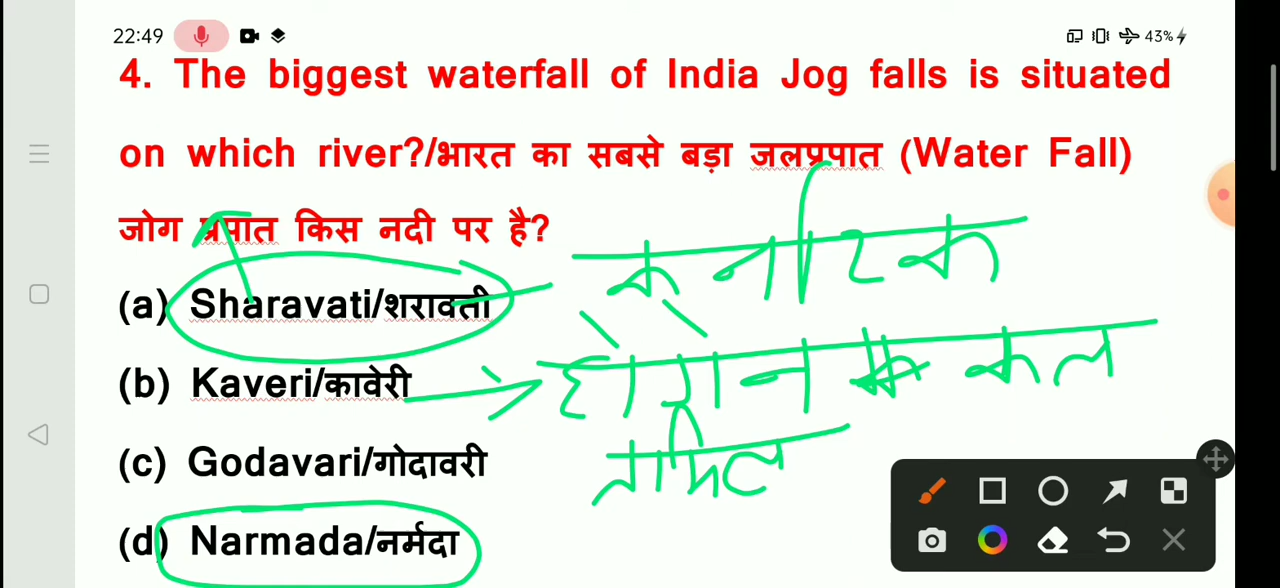 22:49
43%
4. The biggest waterfall of India Jog falls is situated
on which river?/भारत का सबसे बड़ा जलप्रपात (Water Fall)
जोग प्रपात किस नदी पर है?
(a) Sharavati/शरावती
कर्नाटक
(b) Kaveri/कावेरी
(c) Godavari/गोदावरी
(d) Narmada/नर्मदा